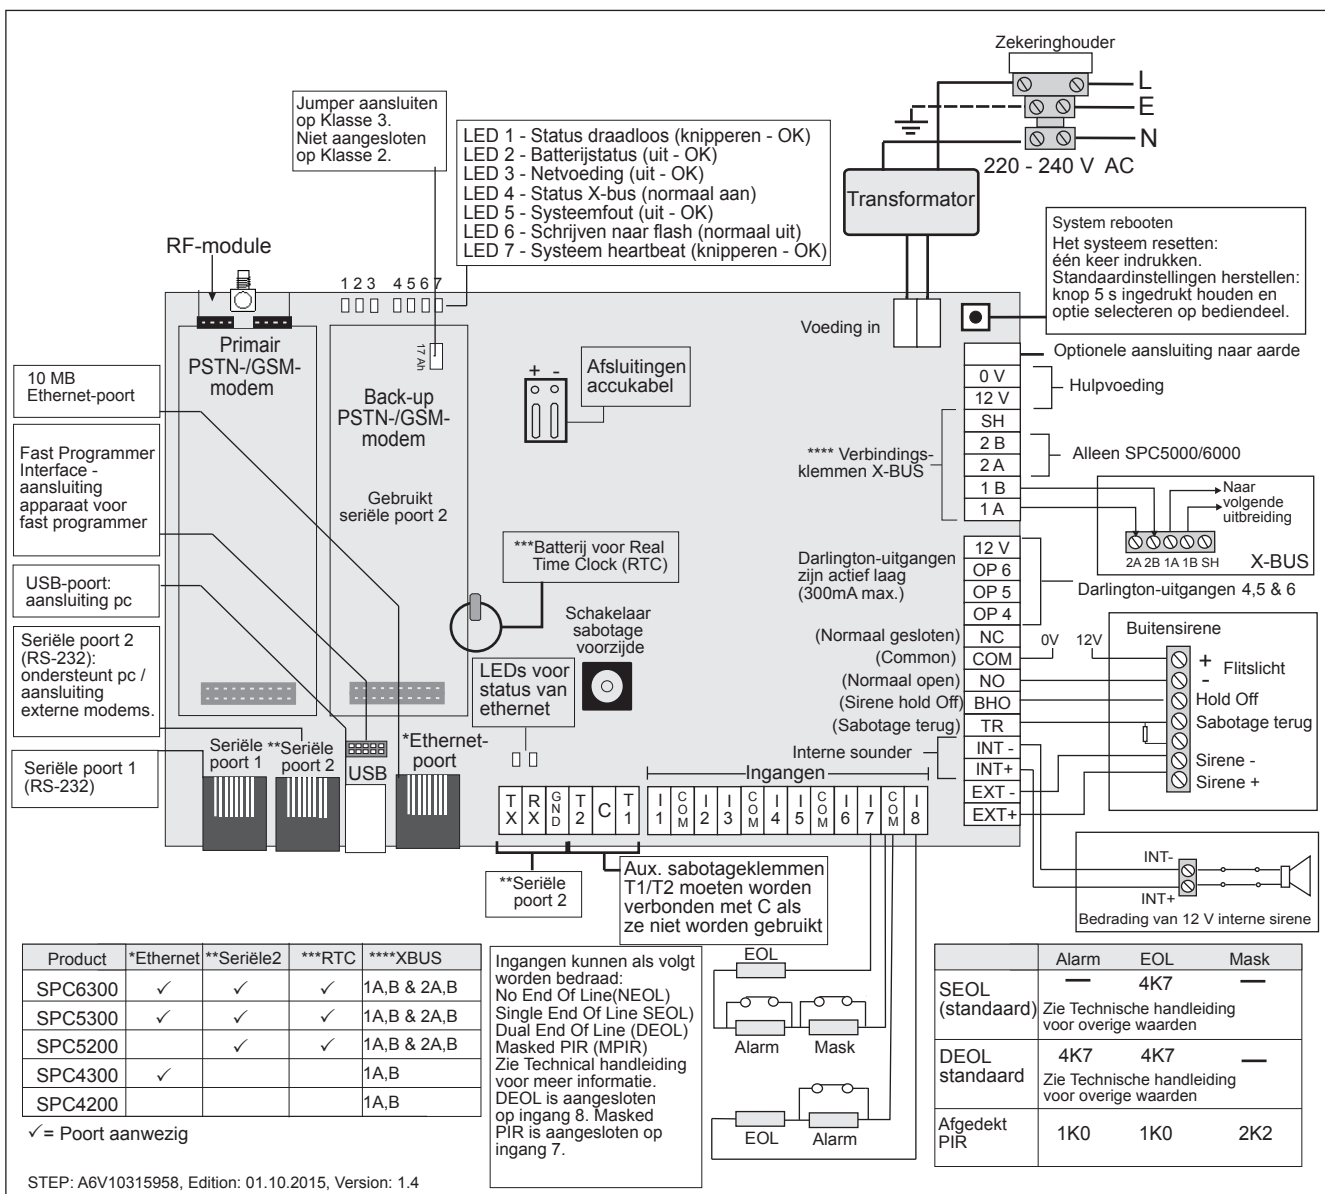 Zekeringhouder
L
E
N
220 - 240 V AC
Transformator
Jumper aansluiten
op Klasse 3.
Niet aangesloten
op Klasse 2.
LED 1 - Status draadloos (knipperen - OK)
LED 2 - Batterijstatus (uit - OK)
LED 3 - Netvoeding (uit - OK)
LED 4 - Status X-bus (normaal aan)
LED 5 - Systeemfout (uit - OK)
LED 6 - Schrijven naar flash (normaal uit)
LED 7 - Systeem heartbeat (knipperen - OK)
System rebooten
Het systeem resetten:
één keer indrukken.
Standaardinstellingen herstellen:
knop 5 s ingedrukt houden en
optie selecteren op bediendeel.
RF-module
1 2 3 4 5 6 7
Voeding in
Primair
PSTN-/GSM-
modem
17 Ah
Back-up
PSTN-/GSM-
modem
Gebruikt
seriële poort 2
+ -
Afsluitingen
accukabel
Optionele aansluiting naar aarde
0 V
12 V
Hulpvoeding
SH
2 B
2 A
1 B
1 A
**** Verbindings-
klemmen X-BUS
Alleen SPC5000/6000
Naar
volgende
uitbreiding
2A 2B 1A 1B SH
X-BUS
10 MB
Ethernet-poort
Fast Programmer
Interface -
aansluiting
apparaat voor
fast programmer
USB-poort:
aansluiting pc
Seriële poort 2
(RS-232):
ondersteunt pc /
aansluiting
externe modems.
Seriële poort 1
(RS-232)
***Batterij voor Real
Time Clock (RTC)
Schakelaar
sabotage
voorzijde
LEDs voor
status van
ethernet
Darlington-uitgangen
zijn actief laag
(300mA max.)
12 V
OP 6
OP 5
OP 4
Darlington-uitgangen 4,5 & 6
(Normaal gesloten)
NC
(Common)
COM
(Normaal open)
NO
(Sirene hold Off)
BHO
(Sabotage terug)
TR
Interne sounder
INT -
INT+
EXT -
EXT+
0V
12V
Buitensirene
+
-
Flitslicht
Hold Off
Sabotage terug
Sirene -
Sirene +
INT-
INT+
Bedrading van 12 V interne sirene
Seriële
poort 1
**Seriële
poort 2
USB
*Ethernet-
poort
Ingangen
TX RX GND T2 C T1
I1 COM I2 I3 COM I4 I5 COM I6 I7 COM I8
**Seriële
poort 2
Aux. sabotageklemmen
T1/T2 moeten worden
verbonden met C als
ze niet worden gebruikt
Product *Ethernet **Seriële2 ***RTC ****XBUS
SPC6300 ✓ ✓ ✓ 1A,B & 2A,B
SPC5300 ✓ ✓ ✓ 1A,B & 2A,B
SPC5200 ✓ ✓ 1A,B & 2A,B
SPC4300 ✓ 1A,B
SPC4200 1A,B
✓= Poort aanwezig
Ingangen kunnen als volgt
worden bedraad:
No End Of Line(NEOL)
Single End Of Line SEOL)
Dual End Of Line (DEOL)
Masked PIR (MPIR)
Zie Technical handleiding
voor meer informatie.
DEOL is aangesloten
op ingang 8. Masked
PIR is aangesloten op
ingang 7.
EOL
Alarm Mask
EOL Alarm
Alarm EOL Mask
SEOL
(standaard)
— 4K7 —
Zie Technische handleiding
voor overige waarden
DEOL
standaard
4K7 4K7 —
Zie Technische handleiding
voor overige waarden
Afgedekt
PIR
1K0 1K0 2K2
STEP: A6V10315958, Edition: 01.10.2015, Version: 1.4